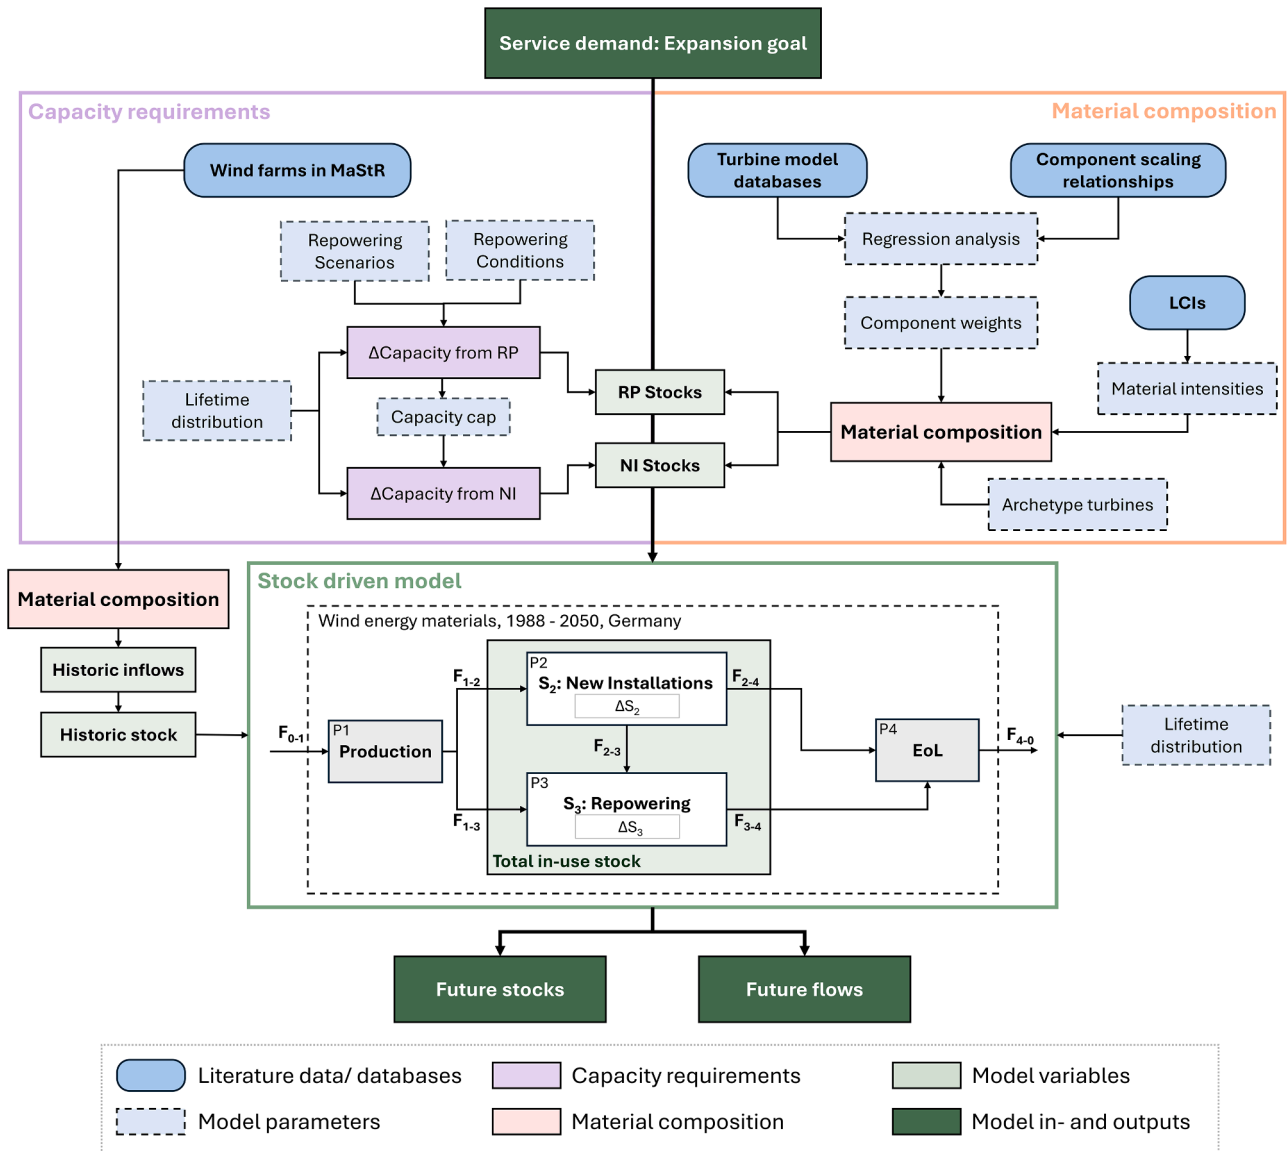 Service demand: Expansion goal
Capacity requirements
Material composition
Wind farms in MaStR
Turbine model
databases
Component scaling
relationships
Repowering
Scenarios
Repowering
Conditions
Regression analysis
LCIs
Component weights
ΔCapacity from RP
Lifetime
distribution
Capacity cap
RP Stocks
Material intensities
Material composition
NI Stocks
ΔCapacity from NI
Archetype turbines
Material composition
Historic inflows
Historic stock
Stock driven model
Wind energy materials, 1988 - 2050, Germany
F0-1
P1
Production
F1-2
F1-3
P2
S2: New Installations
ΔS2
F2-3
P3
S3: Repowering
ΔS3
Total in-use stock
F2-4
F3-4
P4
EoL
F4-0
Lifetime
distribution
Future stocks
Future flows
Literature data/ databases
Capacity requirements
Model variables
Model parameters
Material composition
Model in- and outputs